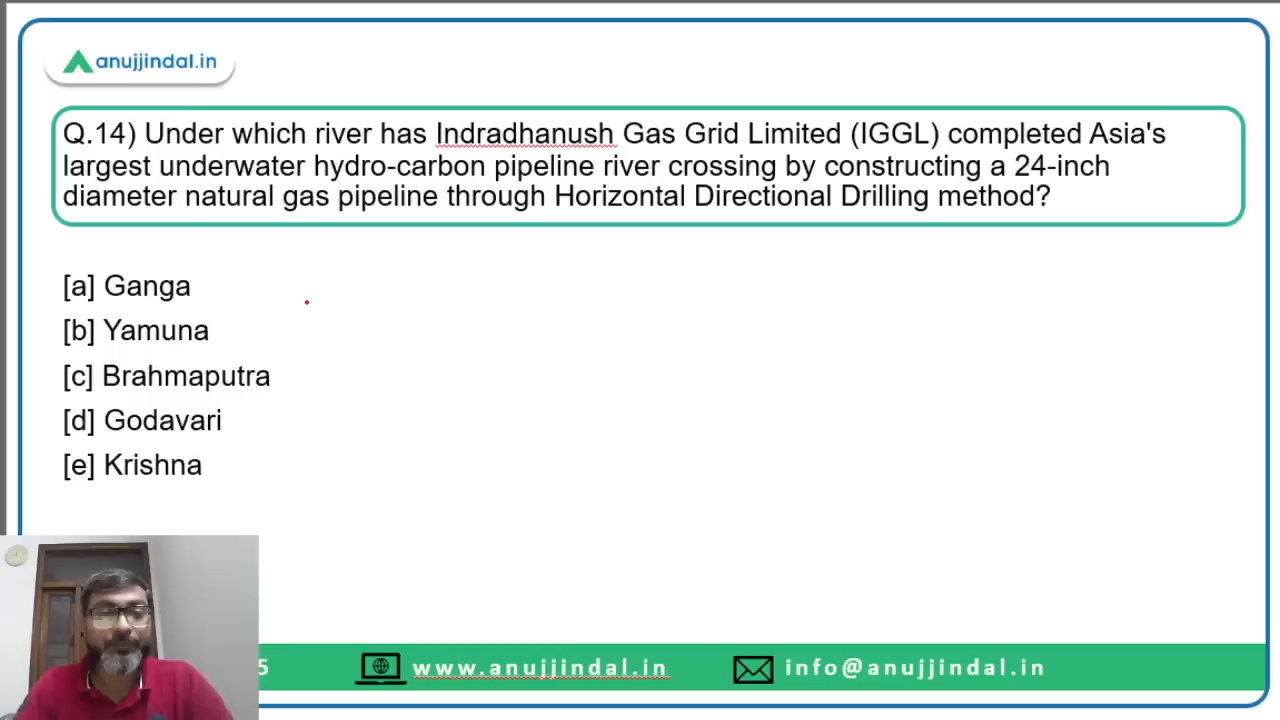 anujjindal.in
Q.14) Under which river has Indradhanush Gas Grid Limited (IGGL) completed Asia's
largest underwater hydro-carbon pipeline river crossing by constructing a 24-inch
diameter natural gas pipeline through Horizontal Directional Drilling method?
[a] Ganga
[b] Yamuna
[c] Brahmaputra
[d] Godavari
[e] Krishna
5 www.anujjindal.in info@anujjindal.in